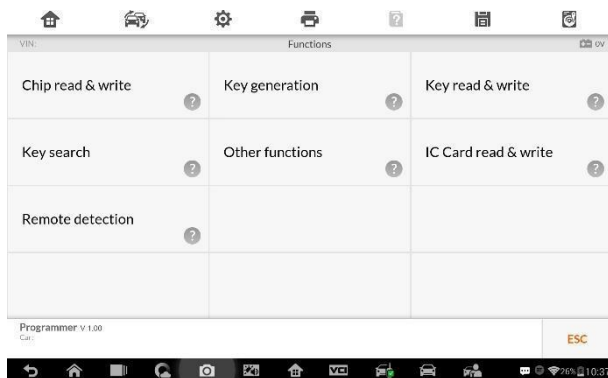 VIN:
Functions
0V
Chip read & write
Key generation
Key read & write
Key search
Other functions
IC Card read & write
Remote detection
Programmer V 1.00
Car:
ESC
VCI
26%
10:37